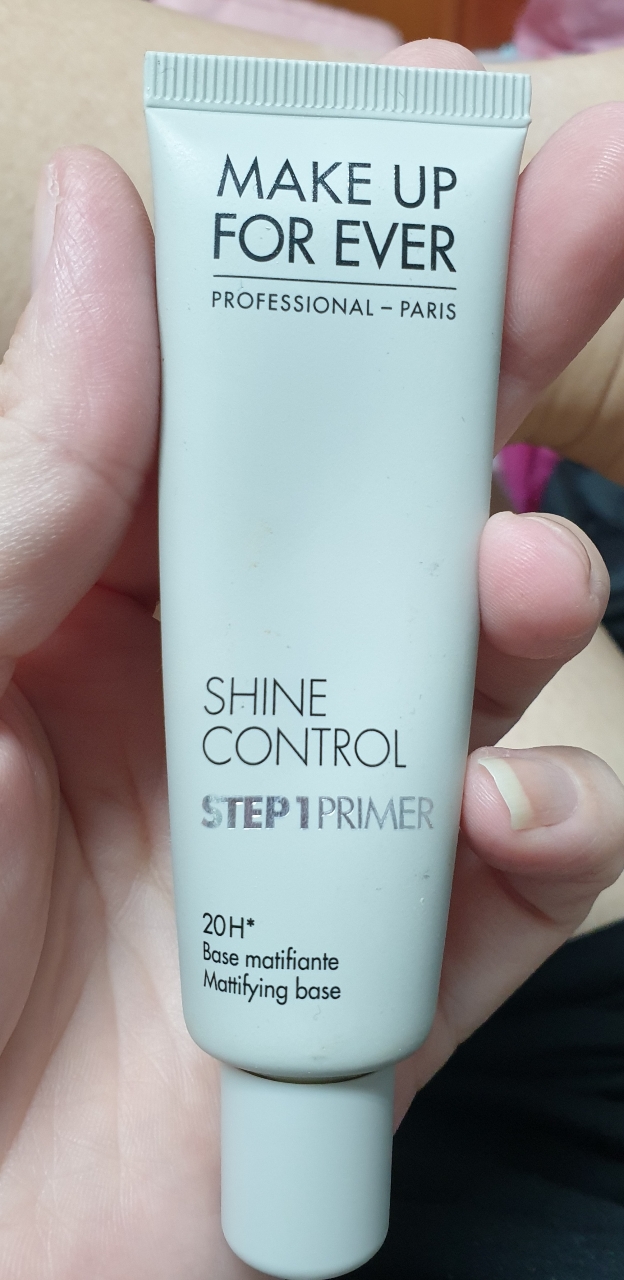 MAKE UP
FOR EVER
PROFESSIONAL – PARIS
SHINE
CONTROL
STEP 1 PRIMER
20H*
Base matifiante
Mattifying base